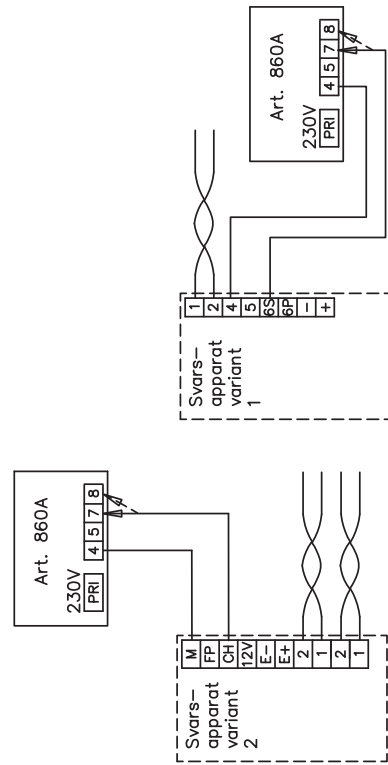 Art. 860A
230V
PRI
4 5 7 8
Svars-
apparat
variant
1
1
2
4
5
6S
6P
-
+
Art. 860A
230V
PRI
4 5 7 8
Svars-
apparat
variant
2
M
FP
CH
12V
E-
E+
2
1
2
1